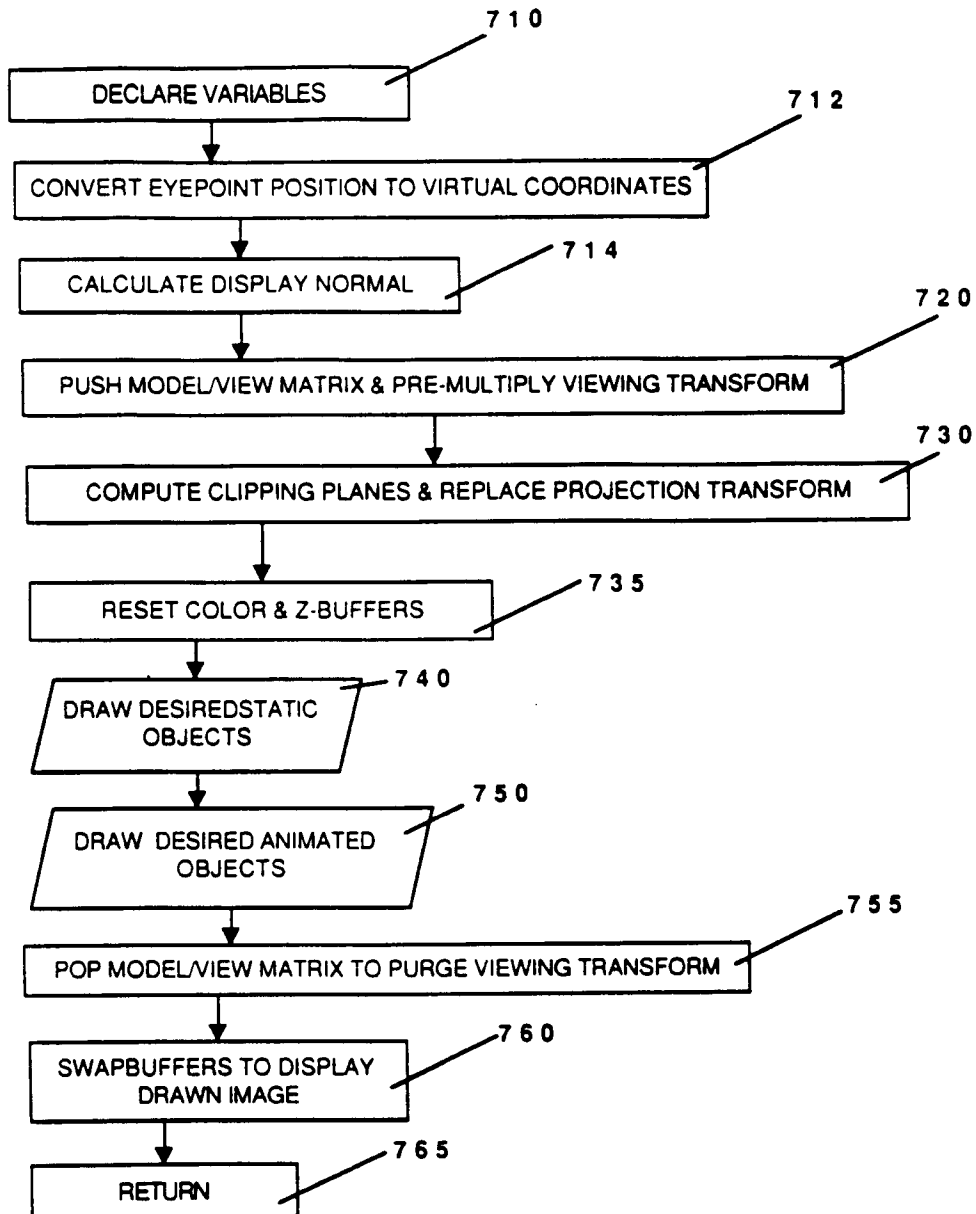 710
DECLARE VARIABLES
712
CONVERT EYEPOINT POSITION TO VIRTUAL COORDINATES
714
CALCULATE DISPLAY NORMAL
720
PUSH MODEL/VIEW MATRIX & PRE-MULTIPLY VIEWING TRANSFORM
730
COMPUTE CLIPPING PLANES & REPLACE PROJECTION TRANSFORM
735
RESET COLOR & Z-BUFFERS
740
DRAW DESIREDSTATIC
OBJECTS
750
DRAW DESIRED ANIMATED
OBJECTS
755
POP MODEL/VIEW MATRIX TO PURGE VIEWING TRANSFORM
760
SWAPBUFFERS TO DISPLAY
DRAWN IMAGE
765
RETURN